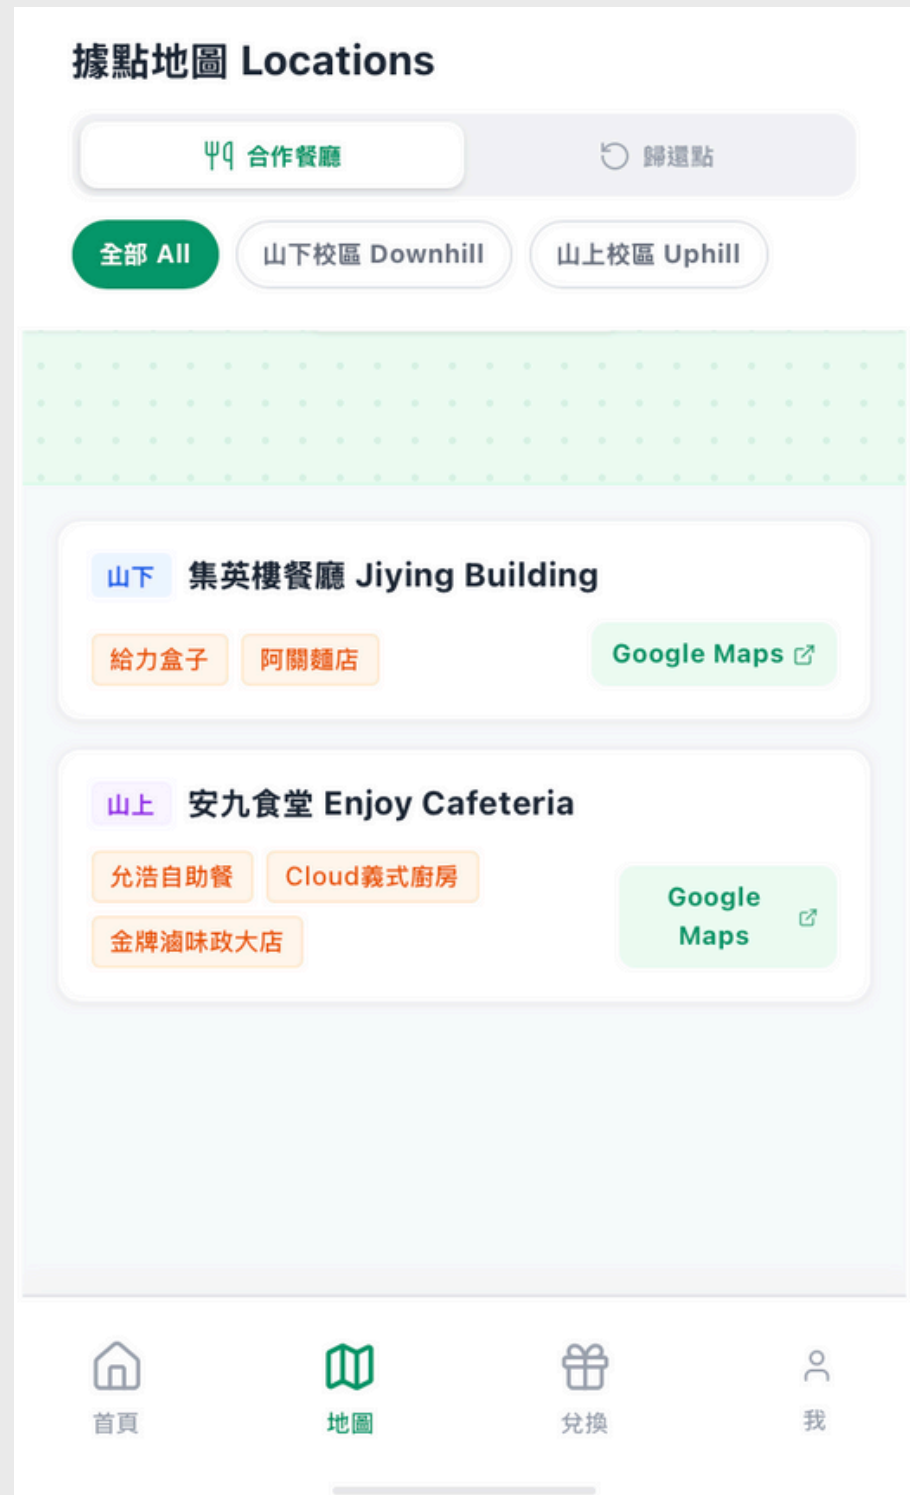 據點地圖 Locations
合作餐廳 歸還點
全部 All 山下校區 Downhill 山上校區 Uphill
山下 集英樓餐廳 Jiying Building
給力盒子 阿關麵店 Google Maps
山上 安九食堂 Enjoy Cafeteria
允浩自助餐 Cloud義式廚房
金牌滷味政大店
Google
Maps
首頁 地圖 兌換 我